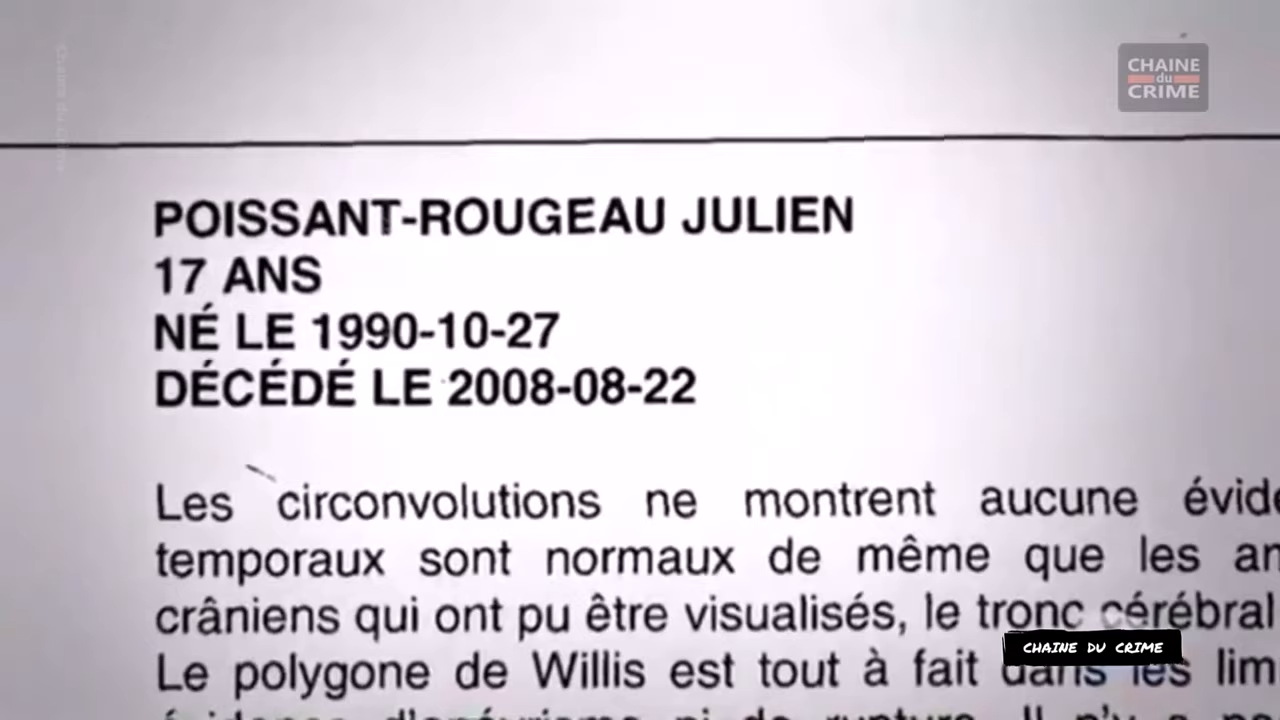 CHAINE
du
CRIME
POISSANT-ROUGEAU JULIEN
17 ANS
NÉ LE 1990-10-27
DÉCÉDÉ LE 2008-08-22
Les circonvolutions ne montrent aucune
temporaux sont normaux de même que les
crâniens qui ont pu être visualisés, le tronc cérébral
Le polygone de Willis est tout à fait dans les
CHAINE DU CRIME